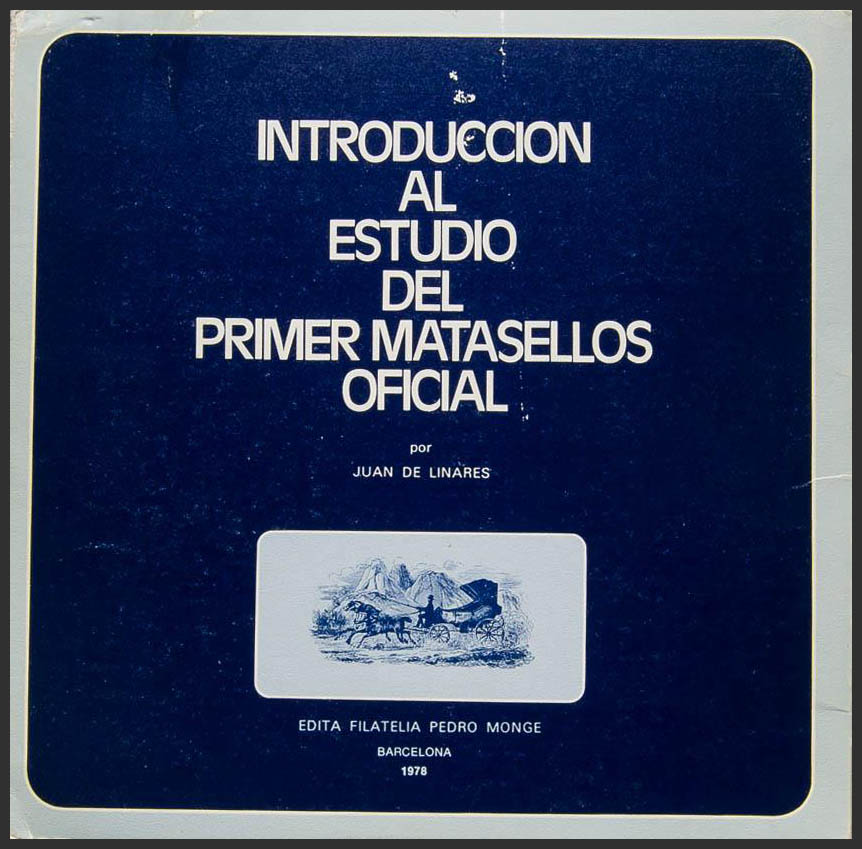 INTRODUCCION
AL
ESTUDIO
DEL
PRIMER MATASELLOS
OFICIAL
por
JUAN DE LINARES
EDITA FILATELIA PEDRO MONGE
BARCELONA
1978